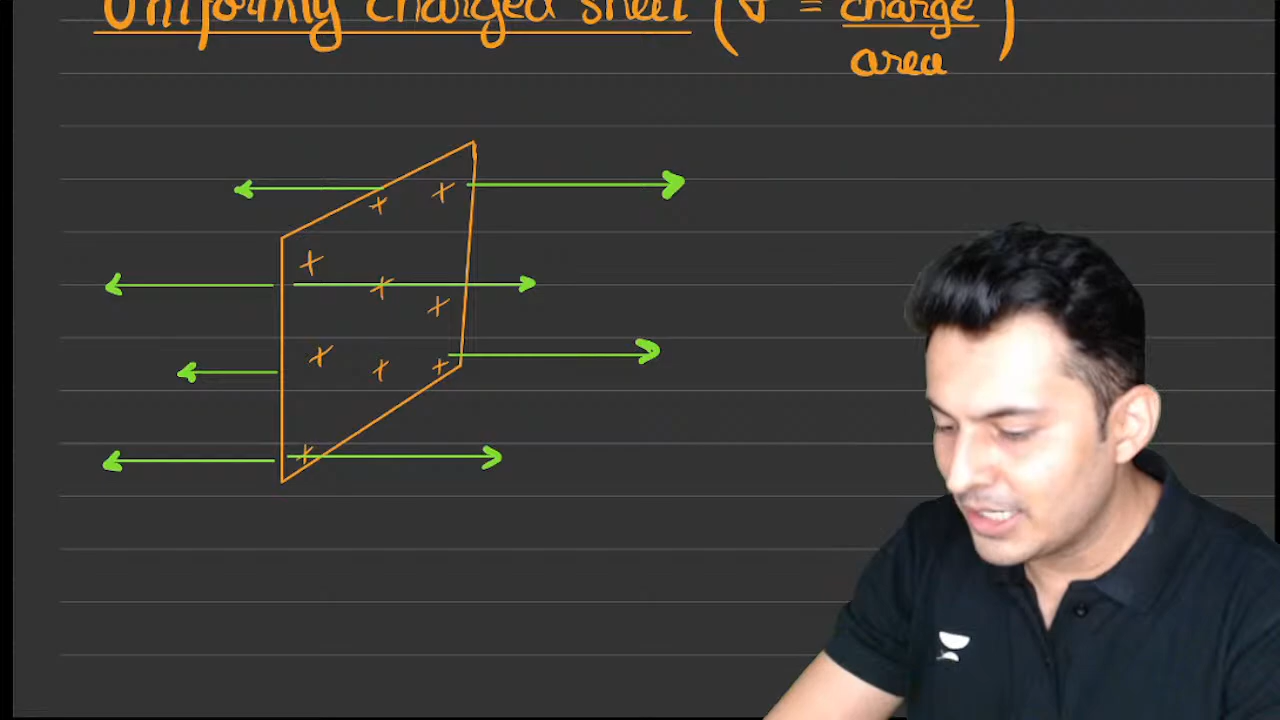 Uniformly charged sheet (σ = charge/area)
+ +
+
+
+
+ + +
+